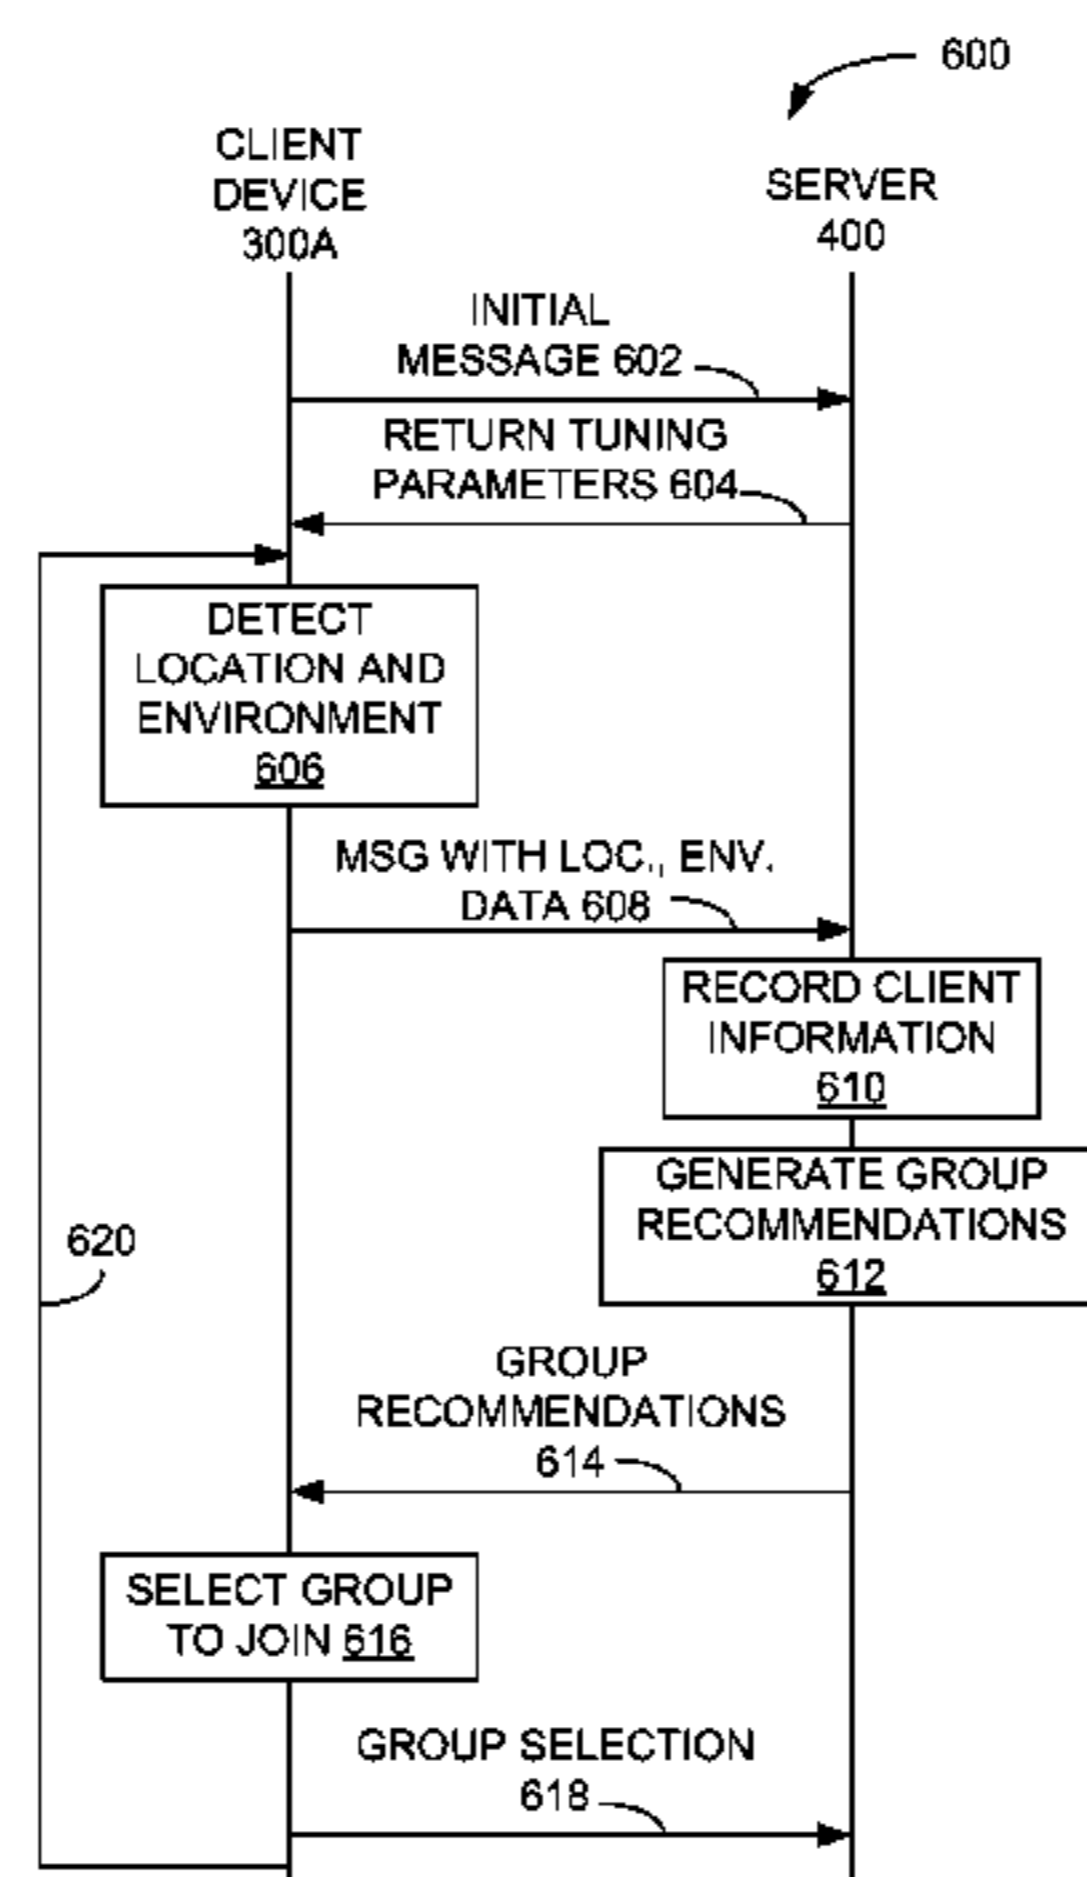 600
CLIENT
DEVICE
300A
SERVER
400
INITIAL
MESSAGE 602
RETURN TUNING
PARAMETERS 604
DETECT
LOCATION AND
ENVIRONMENT
606
MSG WITH LOC., ENV.
DATA 608
RECORD CLIENT
INFORMATION
610
GENERATE GROUP
RECOMMENDATIONS
612
620
GROUP
RECOMMENDATIONS
614
SELECT GROUP
TO JOIN 616
GROUP SELECTION
618